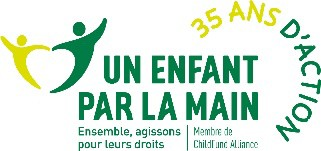 35 ANS D'ACTION
UN ENFANT
PAR LA MAIN
Ensemble, agissons
pour leurs droits
Membre de
ChildFund Alliance